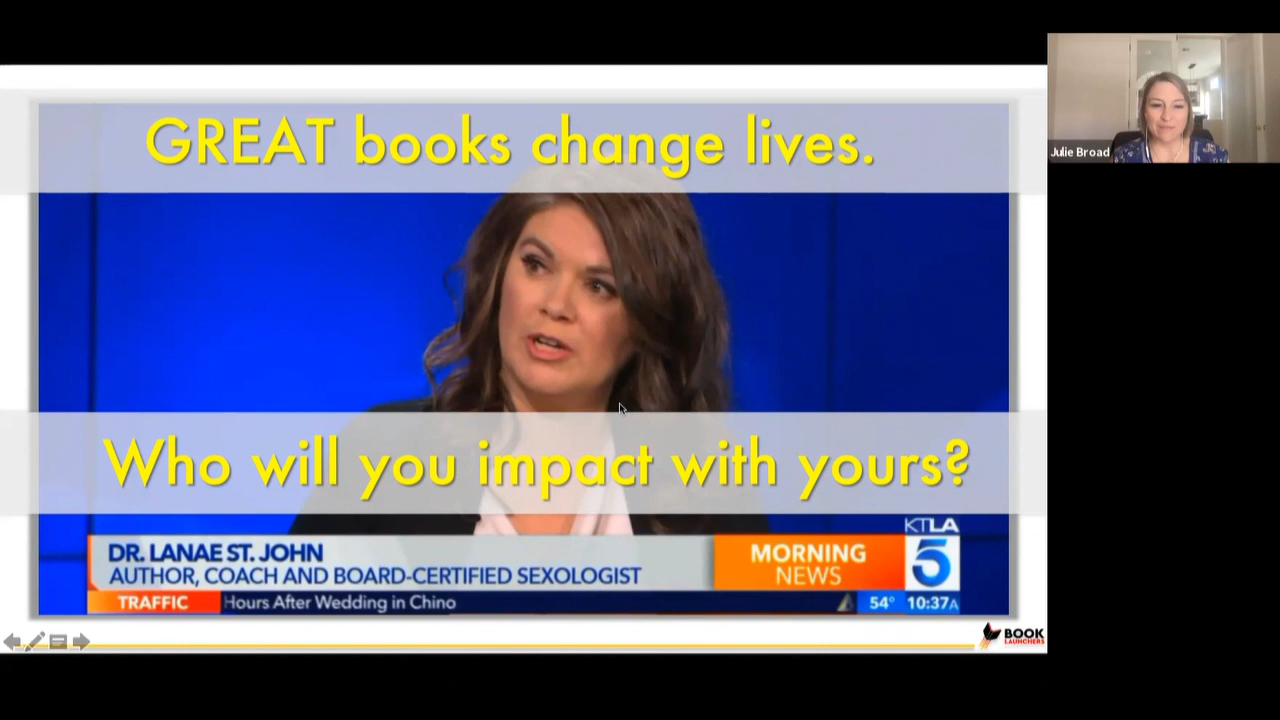 GREAT books change lives.
Julie Broad
Who will you impact with yours?
KTLA
DR. LANAE ST. JOHN
AUTHOR, COACH AND BOARD-CERTIFIED SEXOLOGIST
MORNING
NEWS
5
TRAFFIC
Hours After Wedding in Chino
54° 10:37A
BOOK
LAUNCHERS